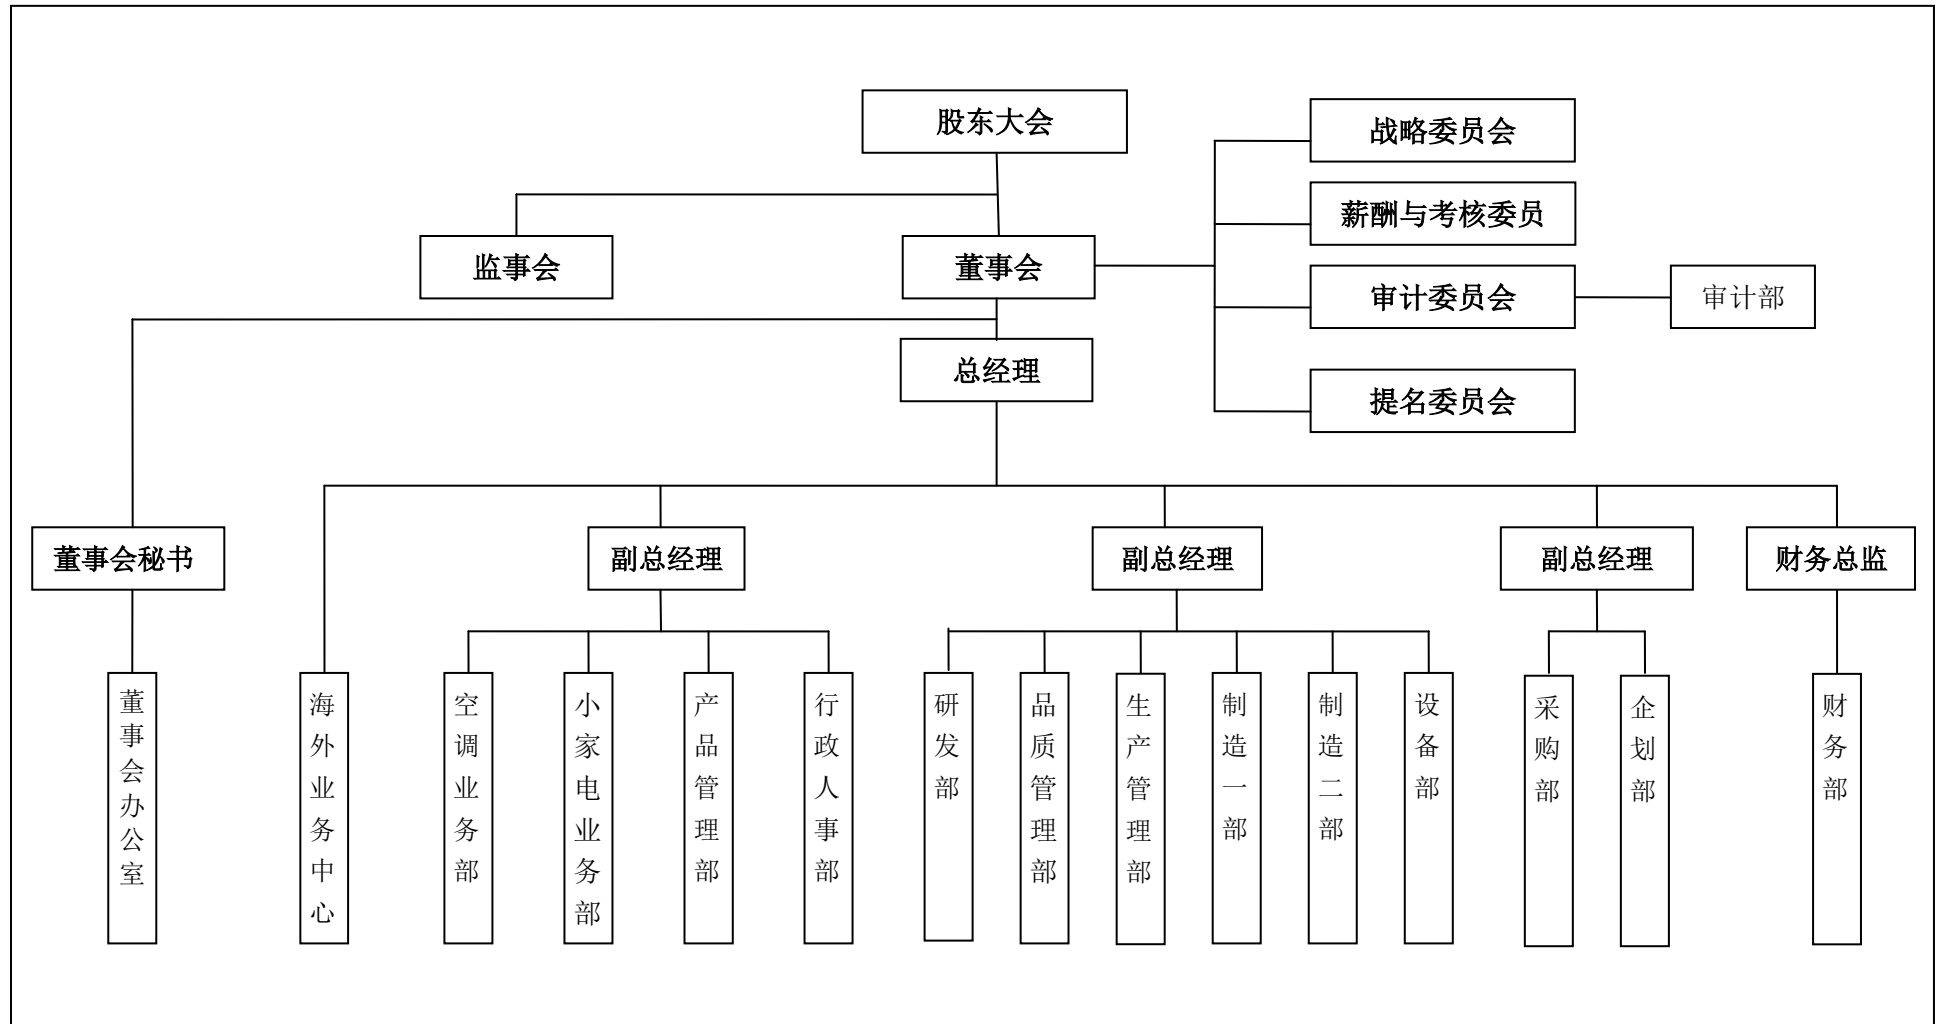 股东大会
战略委员会
薪酬与考核委员
监事会
董事会
审计委员会
审计部
总经理
提名委员会
董事会秘书
副总经理
副总经理
副总经理
财务总监
董事会办公室
海外业务中心
空调业务部
小家电业务部
产品管理部
行政人事部
研发部
品质管理部
生产管理部
制造一部
制造二部
设备部
采购部
企划部
财务部